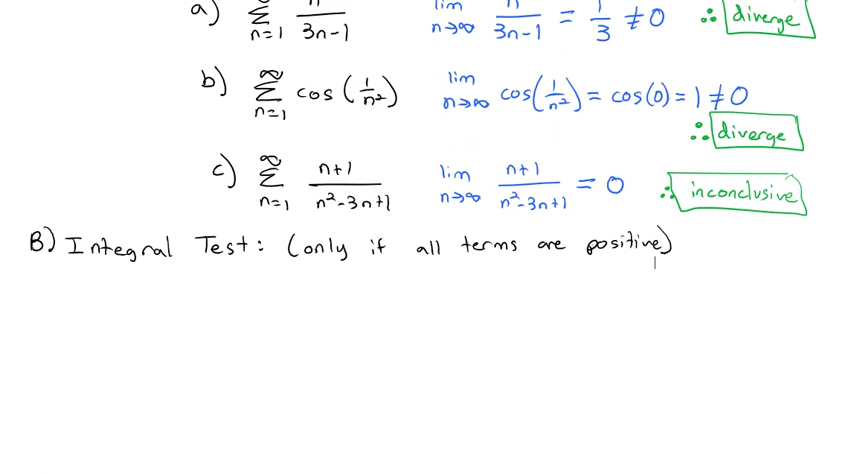 a) ∞∑n=1 n/(3n-1) lim n→∞ n/(3n-1) = 1/3 ≠ 0 ∴ diverge
b) ∞∑n=1 cos(1/n²) lim n→∞ cos(1/n²) = cos(0) = 1 ≠ 0
∴ diverge
c) ∞∑n=1 (n+1)/(n²-3n+1) lim n→∞ (n+1)/(n²-3n+1) = 0 ∴ inconclusive
B) Integral Test: (only if all terms are positive)